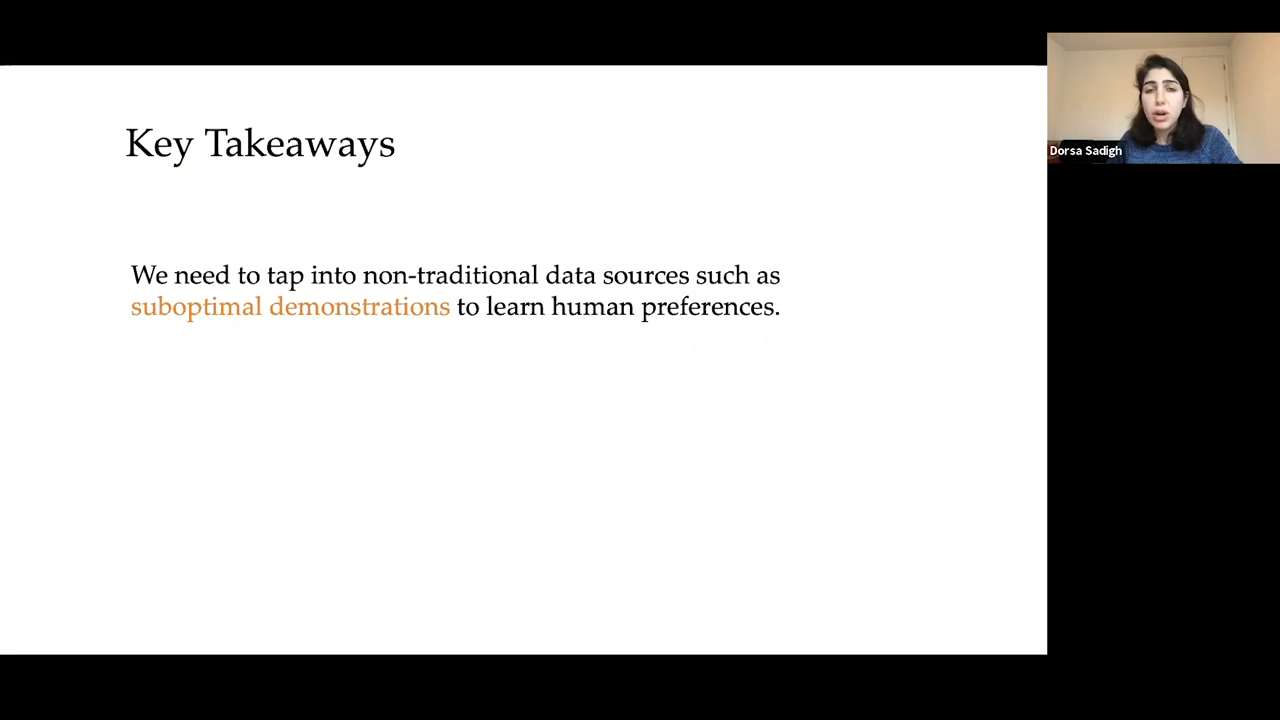 Key Takeaways
We need to tap into non-traditional data sources such as
suboptimal demonstrations to learn human preferences.
Dorsa Sadigh